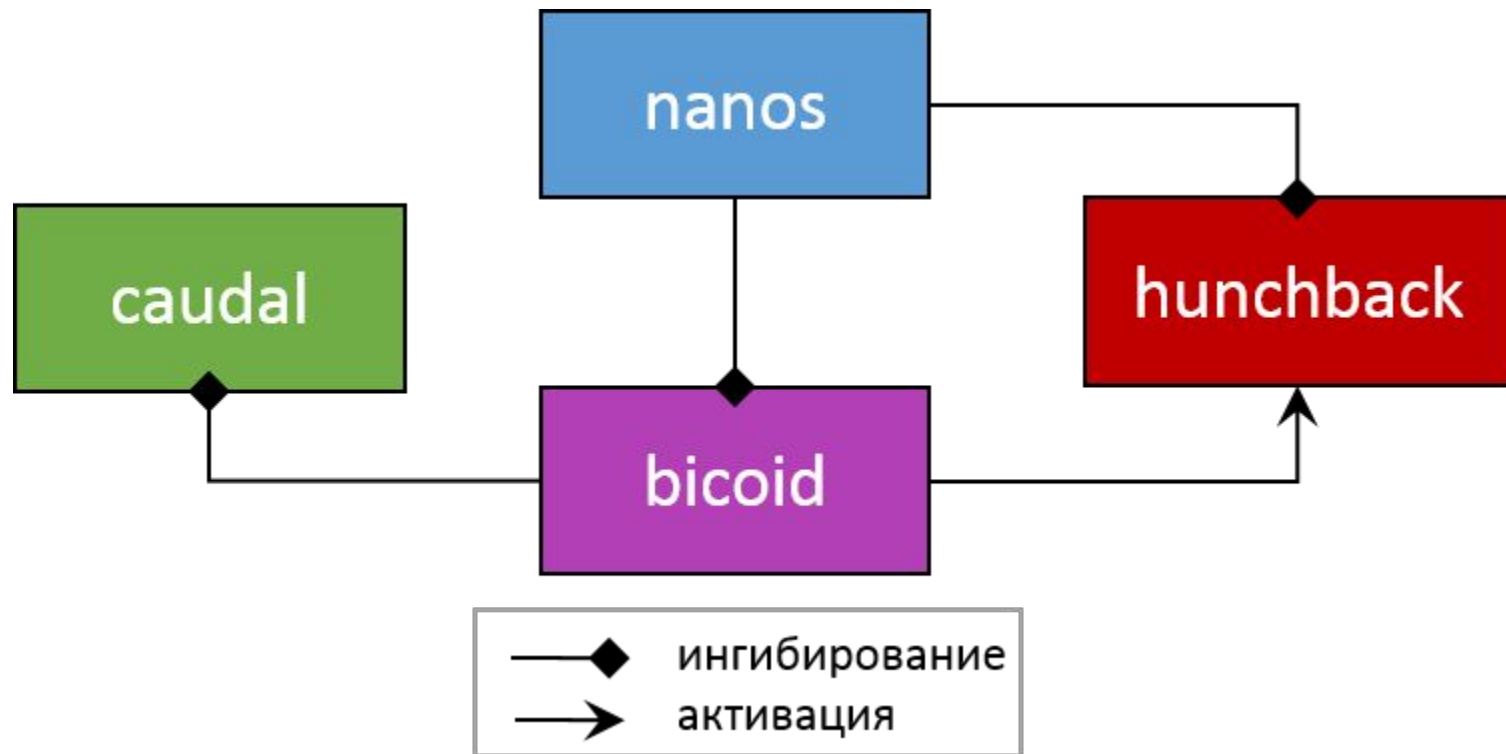 nanos
caudal
hunchback
bicoid
ингибирование
активация